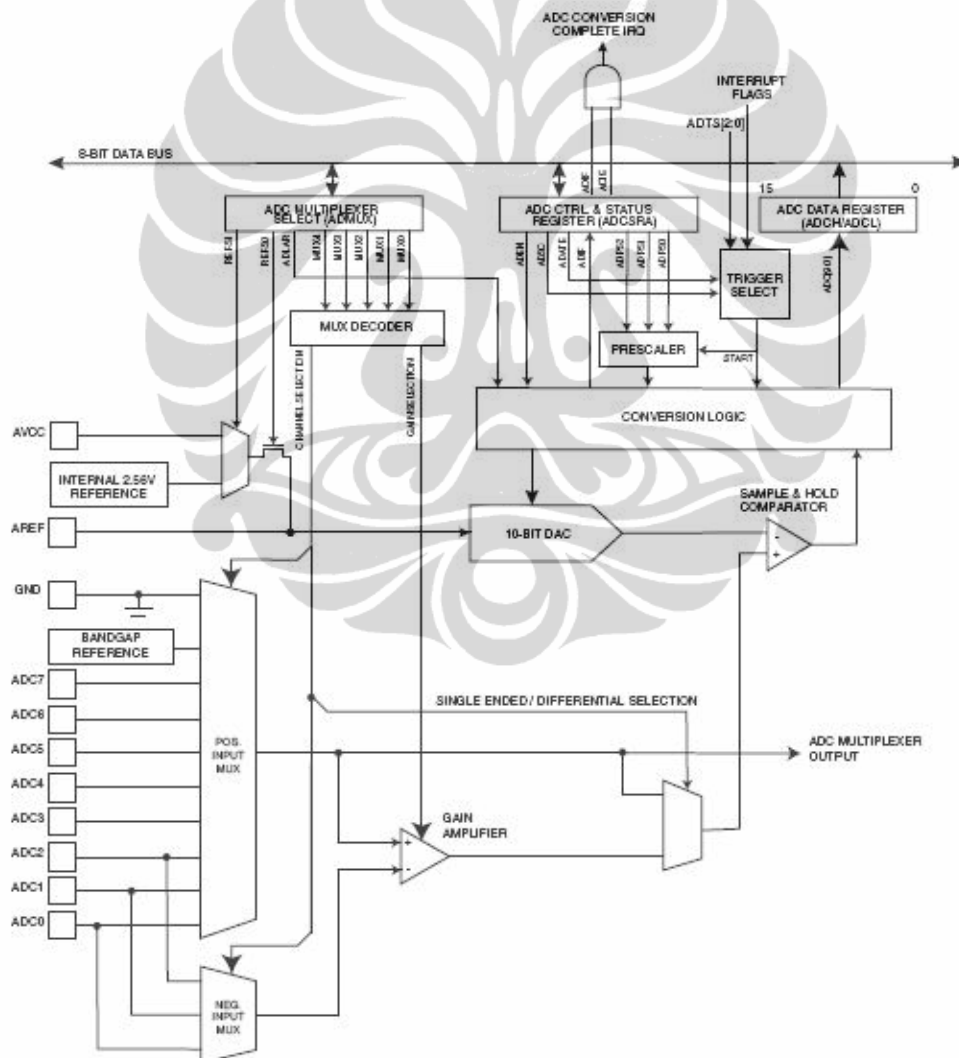 ADC CONVERSION
COMPLETE IRQ
INTERRUPT
FLAGS
ADTS[2:0]
8-BIT DATA BUS
ADIF
ADIE
15
0
ADC MULTIPLEXER
SELECT (ADMUX)
ADC CTRL & STATUS
REGISTER (ADCSRA)
ADC DATA REGISTER
(ADCH/ADCL)
REFS1
REFS0
ADLAR
MUX4
MUX3
MUX2
MUX1
MUX0
ADEN
ADSC
ADATE
ADIF
ADPS2
ADPS1
ADPS0
ADC[9:0]
TRIGGER
SELECT
MUX DECODER
PRESCALER
START
CHANNEL SELECTION
GAIN SELECTION
CONVERSION LOGIC
AVCC
INTERNAL 2.56V
REFERENCE
AREF
SAMPLE & HOLD
COMPARATOR
10-BIT DAC
-
+
GND
BANDGAP
REFERENCE
ADC7
ADC6
ADC5
ADC4
ADC3
ADC2
ADC1
ADC0
SINGLE ENDED / DIFFERENTIAL SELECTION
POS.
INPUT
MUX
ADC MULTIPLEXER
OUTPUT
GAIN
AMPLIFIER
+
-
NEG.
INPUT
MUX